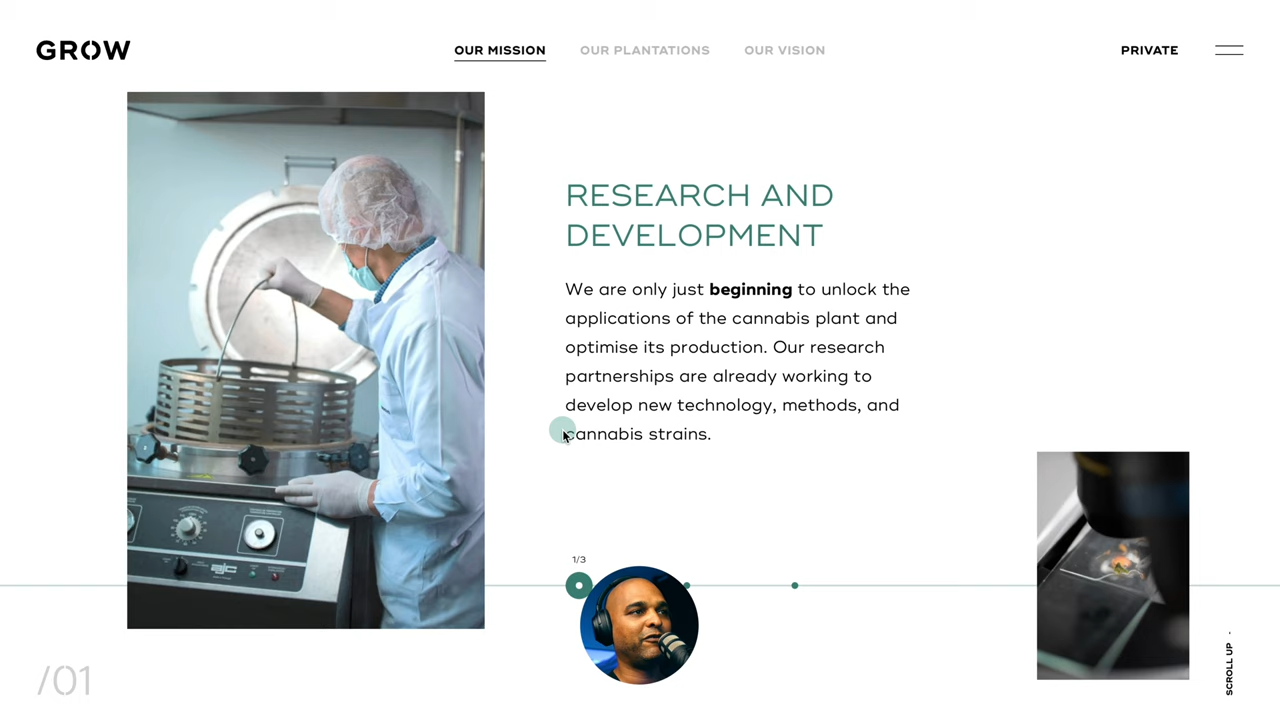 GROW
OUR MISSION
OUR PLANTATIONS
OUR VISION
PRIVATE
RESEARCH AND
DEVELOPMENT
We are only just beginning to unlock the
applications of the cannabis plant and
optimise its production. Our research
partnerships are already working to
develop new technology, methods, and
cannabis strains.
1/3
/01
SCROLL UP -